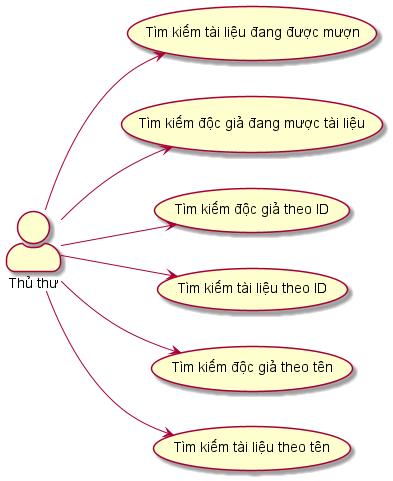 Tìm kiếm tài liệu đang được mượn
Tìm kiếm độc giả đang mược tài liệu
Tìm kiếm độc giả theo ID
Thủ thư
Tìm kiếm tài liệu theo ID
Tìm kiếm độc giả theo tên
Tìm kiếm tài liệu theo tên